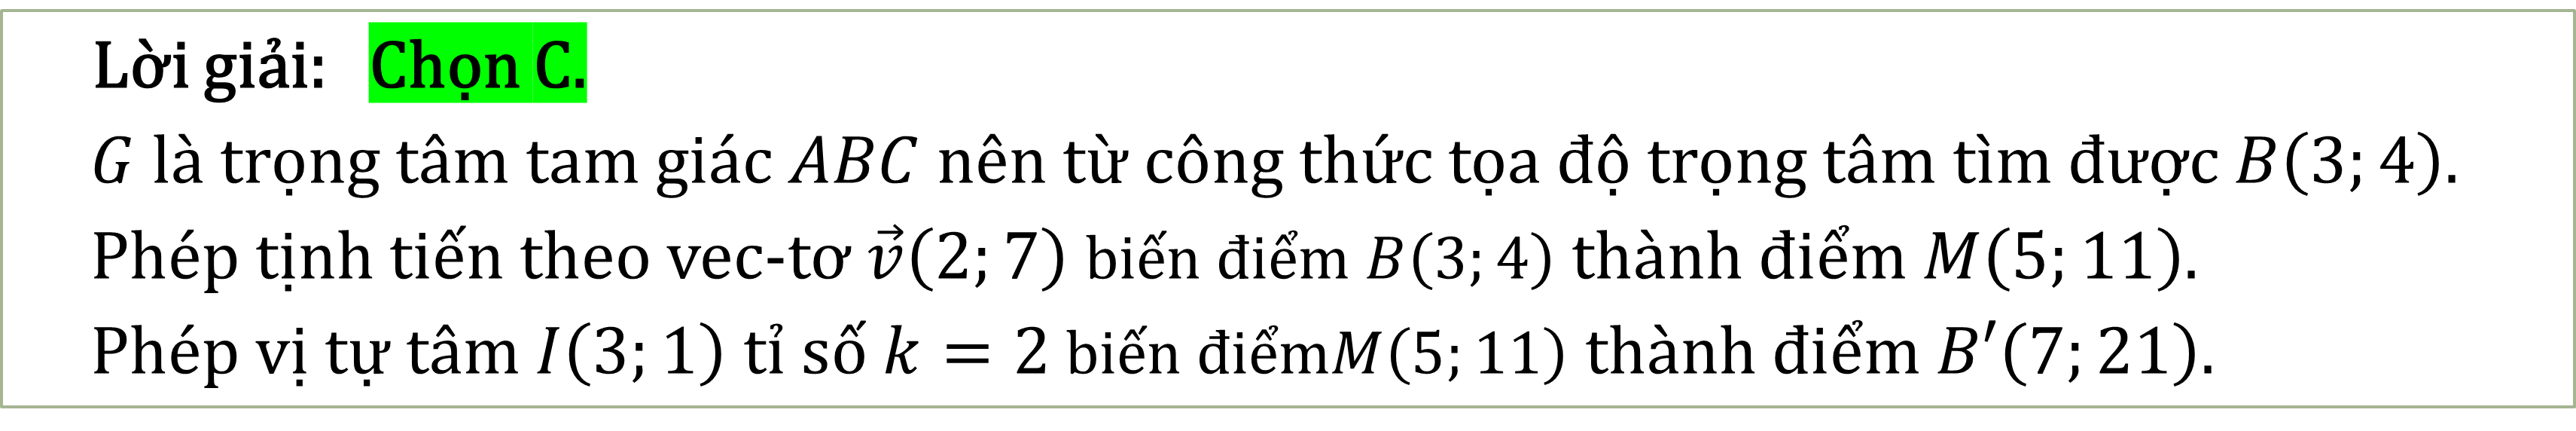 Lời giải: Chọn C.
G là trọng tâm tam giác ABC nên từ công thức tọa độ trọng tâm tìm được B(3; 4).
Phép tịnh tiến theo vec-tơ v⃗(2; 7) biến điểm B(3; 4) thành điểm M(5; 11).
Phép vị tự tâm I(3; 1) tỉ số k = 2 biến điểmM(5; 11) thành điểm B′(7; 21).